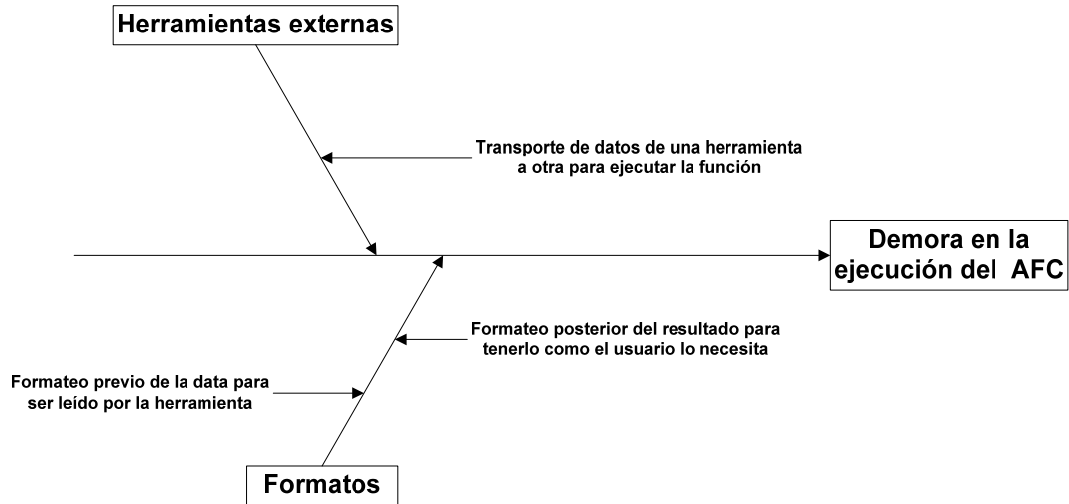 Herramientas externas
Transporte de datos de una herramienta
a otra para ejecutar la función
Demora en la
ejecución del AFC
Formateo posterior del resultado para
tenerlo como el usuario lo necesita
Formateo previo de la data para
ser leído por la herramienta
Formatos